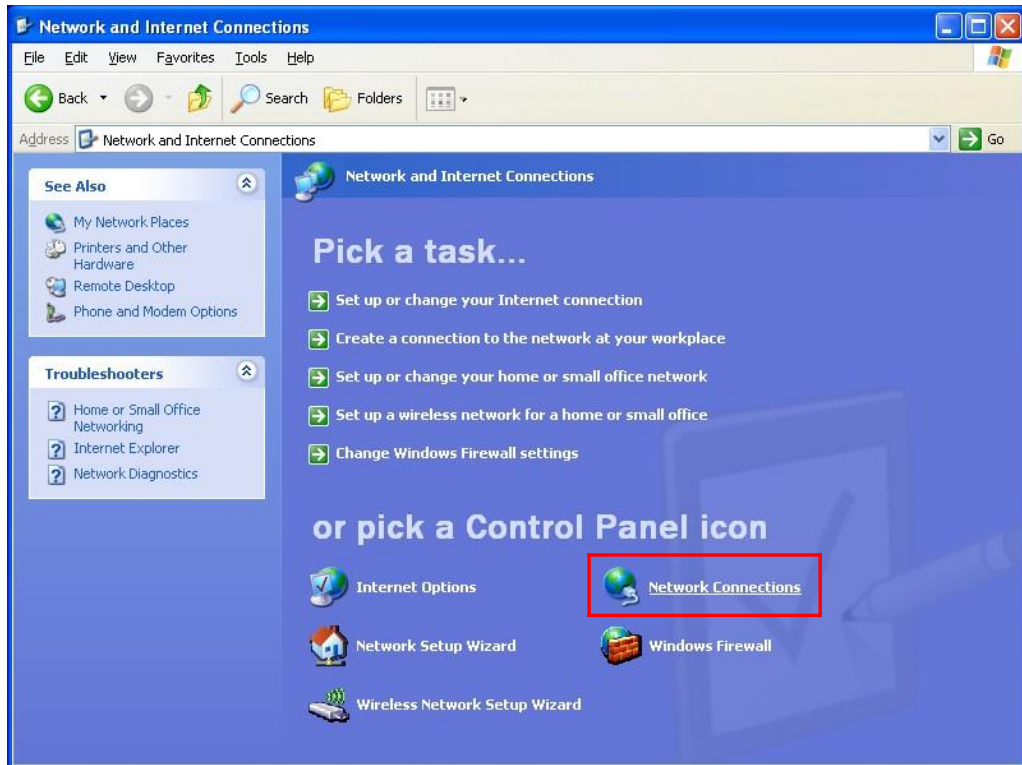 Network and Internet Connections
File Edit View Favorites Tools Help
Back Search Folders
Address Network and Internet Connections Go
See Also
My Network Places
Printers and Other
Hardware
Remote Desktop
Phone and Modem Options
Troubleshooters
Home or Small Office
Networking
Internet Explorer
Network Diagnostics
Network and Internet Connections
Pick a task...
Set up or change your Internet connection
Create a connection to the network at your workplace
Set up or change your home or small office network
Set up a wireless network for a home or small office
Change Windows Firewall settings
or pick a Control Panel icon
Internet Options Network Connections
Network Setup Wizard Windows Firewall
Wireless Network Setup Wizard